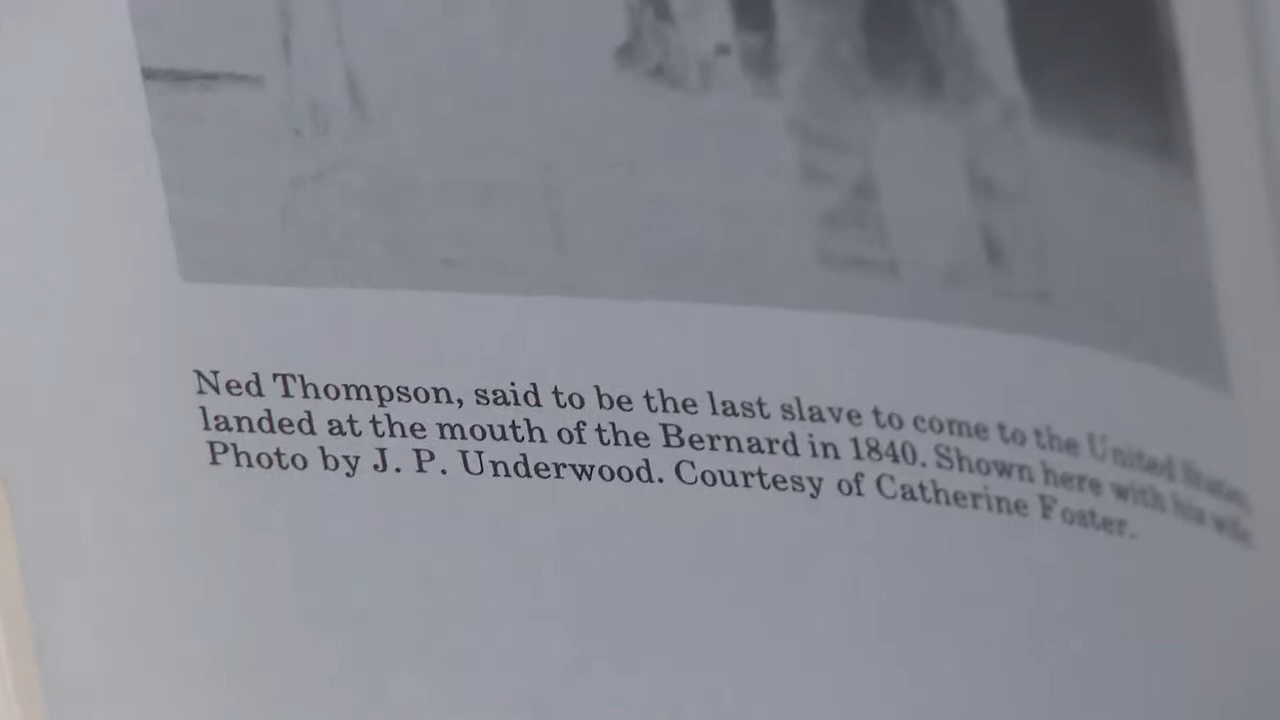 Ned Thompson, said to be the last slave to come to the United States,
landed at the mouth of the Bernard in 1840. Shown here with his wife.
Photo by J. P. Underwood. Courtesy of Catherine Foster.